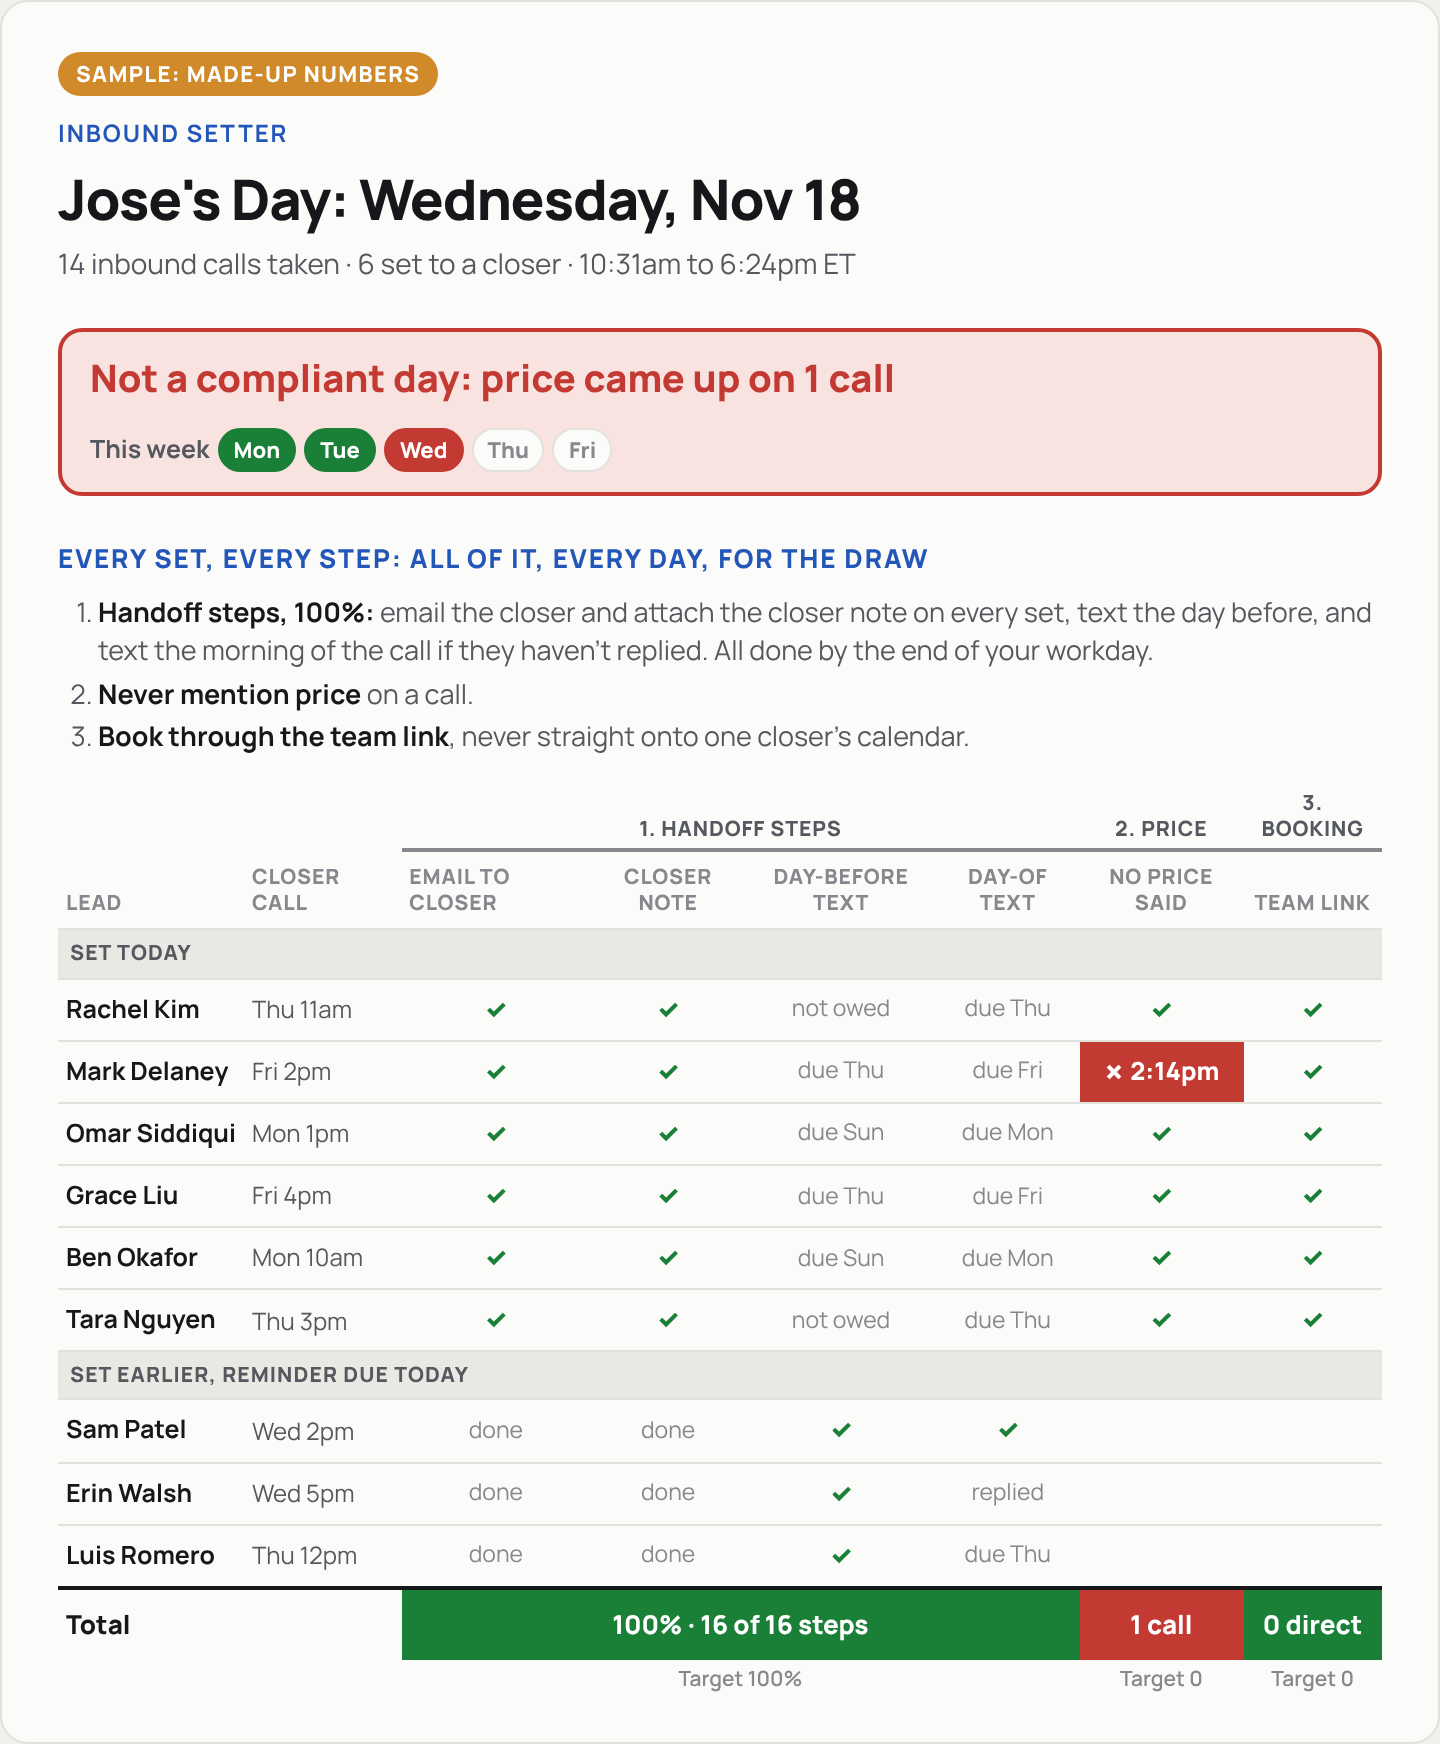 SAMPLE: MADE-UP NUMBERS
INBOUND SETTER
Jose's Day: Wednesday, Nov 18
14 inbound calls taken · 6 set to a closer · 10:31am to 6:24pm ET
Not a compliant day: price came up on 1 call
This week Mon Tue Wed Thu Fri
EVERY SET, EVERY STEP: ALL OF IT, EVERY DAY, FOR THE DRAW
1. Handoff steps, 100%: email the closer and attach the closer note on every set, text the day before, and
text the morning of the call if they haven’t replied. All done by the end of your workday.
2. Never mention price on a call.
3. Book through the team link, never straight onto one closer’s calendar.
3.
1. HANDOFF STEPS 2. PRICE BOOKING
CLOSER EMAIL TO CLOSER DAY-BEFORE DAY-OF NO PRICE
LEAD CALL CLOSER NOTE TEXT TEXT SAID TEAM LINK
SET TODAY
Rachel Kim Thu 11am ✓ ✓ not owed due Thu ✓ ✓
Mark Delaney Fri 2pm ✓ ✓ due Thu due Fri × 2:14pm ✓
Omar Siddiqui Mon 1pm ✓ ✓ due Sun due Mon ✓ ✓
Grace Liu Fri 4pm ✓ ✓ due Thu due Fri ✓ ✓
Ben Okafor Mon 10am ✓ ✓ due Sun due Mon ✓ ✓
Tara Nguyen Thu 3pm ✓ ✓ not owed due Thu ✓ ✓
SET EARLIER, REMINDER DUE TODAY
Sam Patel Wed 2pm done done ✓ ✓
Erin Walsh Wed 5pm done done ✓ replied
Luis Romero Thu 12pm done done ✓ due Thu
Total 100% · 16 of 16 steps 1 call 0 direct
Target 100% Target 0 Target 0